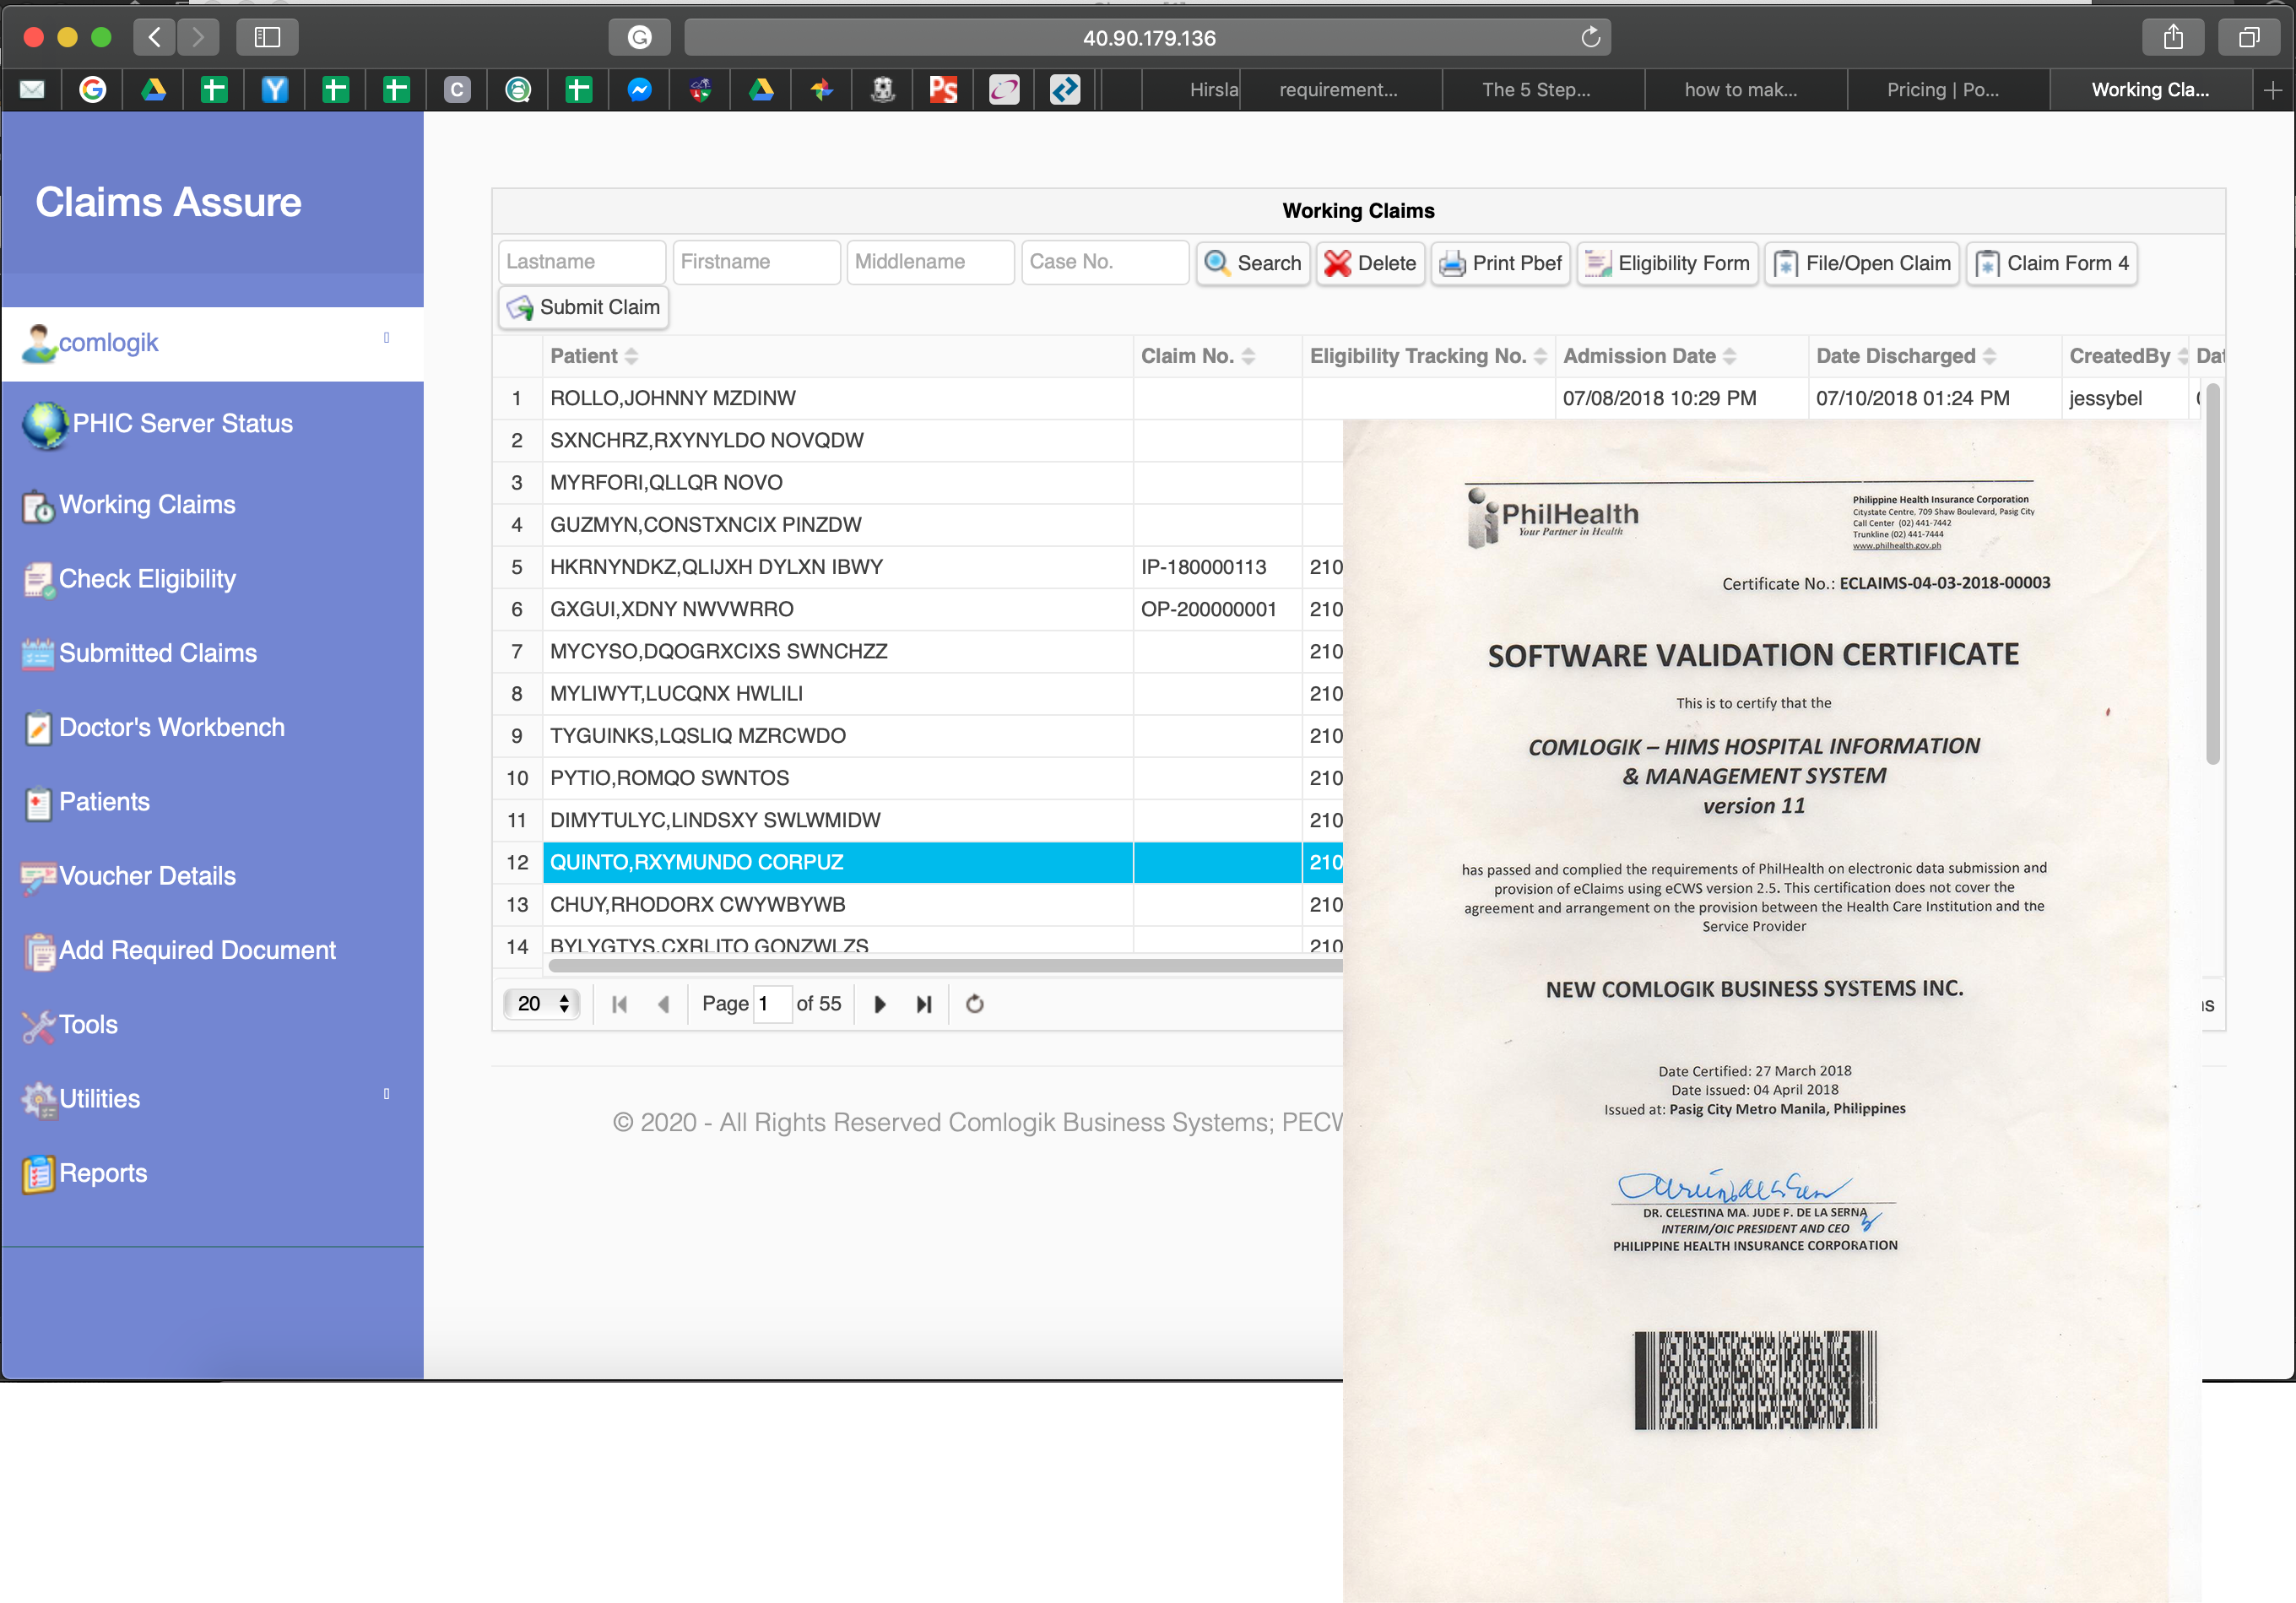 40.90.179.136
Hirsla
requirement...
The 5 Step...
how to mak...
Pricing | Po...
Working Cla...
Claims Assure
comlogik
PHIC Server Status
Working Claims
Check Eligibility
Submitted Claims
Doctor's Workbench
Patients
Voucher Details
Add Required Document
Tools
Utilities
Reports
Working Claims
Lastname Firstname Middlename Case No. Search Delete Print Pbef Eligibility Form File/Open Claim Claim Form 4
Submit Claim
Patient Claim No. Eligibility Tracking No. Admission Date Date Discharged CreatedBy Dat
1 ROLLO,JOHNNY MZDINW 07/08/2018 10:29 PM 07/10/2018 01:24 PM jessybel
2 SXNCHRZ,RXYNYLDO NOVQDW
3 MYRFORI,QLLQR NOVO
4 GUZMYN,CONSTXNCIX PINZDW
5 HKRNYNDKZ,QLIJXH DYLXN IBWY IP-180000113 210
6 GXGUI,XDNY NWVWRRO OP-200000001 210
7 MYCYSO,DQOGRXCIXS SWNCHZZ 210
8 MYLIWYT,LUCQNX HWLILI 210
9 TYGUINKS,LQSLIQ MZRCWDO 210
10 PYTIO,ROMQO SWNTOS 210
11 DIMYTULYC,LINDSXY SWLWMIDW 210
12 QUINTO,RXYMUNDO CORPUZ 210
13 CHUY,RHODORX CWYWBYWB 210
14 BYLYGTYS,CXRLITO GONZWLZS 210
20 Page 1 of 55
© 2020 - All Rights Reserved Comlogik Business Systems; PECW
PhilHealth
Your Partner in Health
Philippine Health Insurance Corporation
Citystate Centre, 709 Shaw Boulevard, Pasig City
Call Center (02) 441-7442
Trunkline (02) 441-7444
www.philhealth.gov.ph
Certificate No.: ECLAIMS-04-03-2018-00003
SOFTWARE VALIDATION CERTIFICATE
This is to certify that the
COMLOGIK – HIMS HOSPITAL INFORMATION
& MANAGEMENT SYSTEM
version 11
has passed and complied the requirements of PhilHealth on electronic data submission and
provision of eClaims using eCWS version 2.5. This certification does not cover the
agreement and arrangement on the provision between the Health Care Institution and the
Service Provider
NEW COMLOGIK BUSINESS SYSTEMS INC.
Date Certified: 27 March 2018
Date Issued: 04 April 2018
Issued at: Pasig City Metro Manila, Philippines
DR. CELESTINA MA. JUDE P. DE LA SERNA
INTERIM/OIC PRESIDENT AND CEO
PHILIPPINE HEALTH INSURANCE CORPORATION